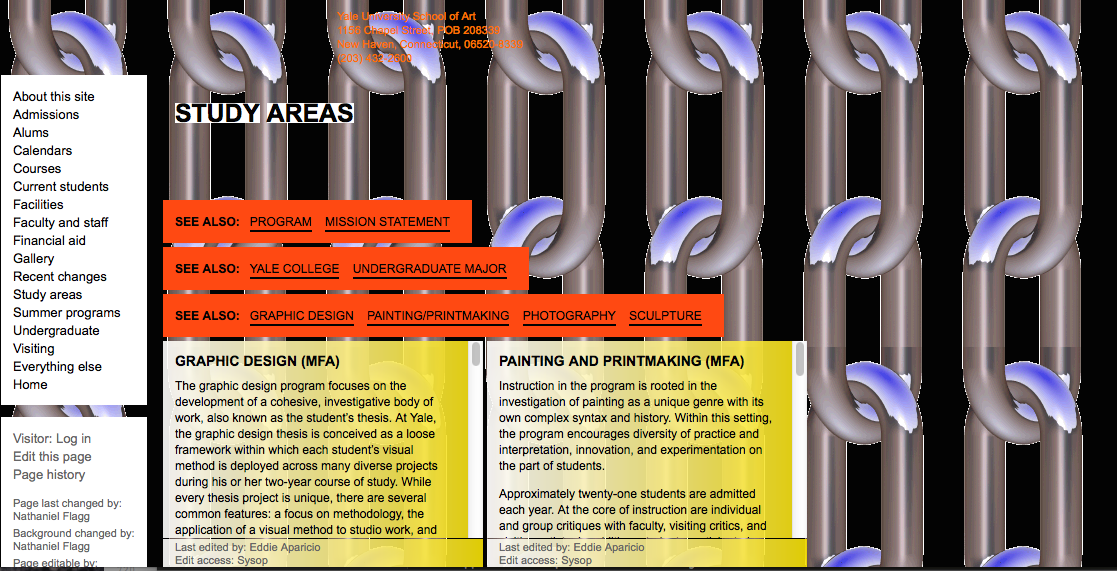 Yale University School of Art
1156 Chapel Street, POB 208339
New Haven, Connecticut, 06520-8339
(203) 432-2600
STUDY AREAS
About this site
Admissions
Alums
Calendars
Courses
Current students
Facilities
Faculty and staff
Financial aid
Gallery
Recent changes
Study areas
Summer programs
Undergraduate
Visiting
Everything else
Home
Visitor: Log in
Edit this page
Page history
Page last changed by:
Nathaniel Flagg
Background changed by:
Nathaniel Flagg
Page editable by:
SEE ALSO: PROGRAM MISSION STATEMENT
SEE ALSO: YALE COLLEGE UNDERGRADUATE MAJOR
SEE ALSO: GRAPHIC DESIGN PAINTING/PRINTMAKING PHOTOGRAPHY SCULPTURE
GRAPHIC DESIGN (MFA)
The graphic design program focuses on the
development of a cohesive, investigative body of
work, also known as the student's thesis. At Yale,
the graphic design thesis is conceived as a loose
framework within which each student's visual
method is deployed across many diverse projects
during his or her two-year course of study. While
every thesis project is unique, there are several
common features: a focus on methodology, the
application of a visual method to studio work, and
Last edited by: Eddie Aparicio
Edit access: Sysop
PAINTING AND PRINTMAKING (MFA)
Instruction in the program is rooted in the
investigation of painting as a unique genre with its
own complex syntax and history. Within this setting,
the program encourages diversity of practice and
interpretation, innovation, and experimentation on
the part of students.
Approximately twenty-one students are admitted
each year. At the core of instruction are individual
and group critiques with faculty, visiting critics, and
Last edited by: Eddie Aparicio
Edit access: Sysop